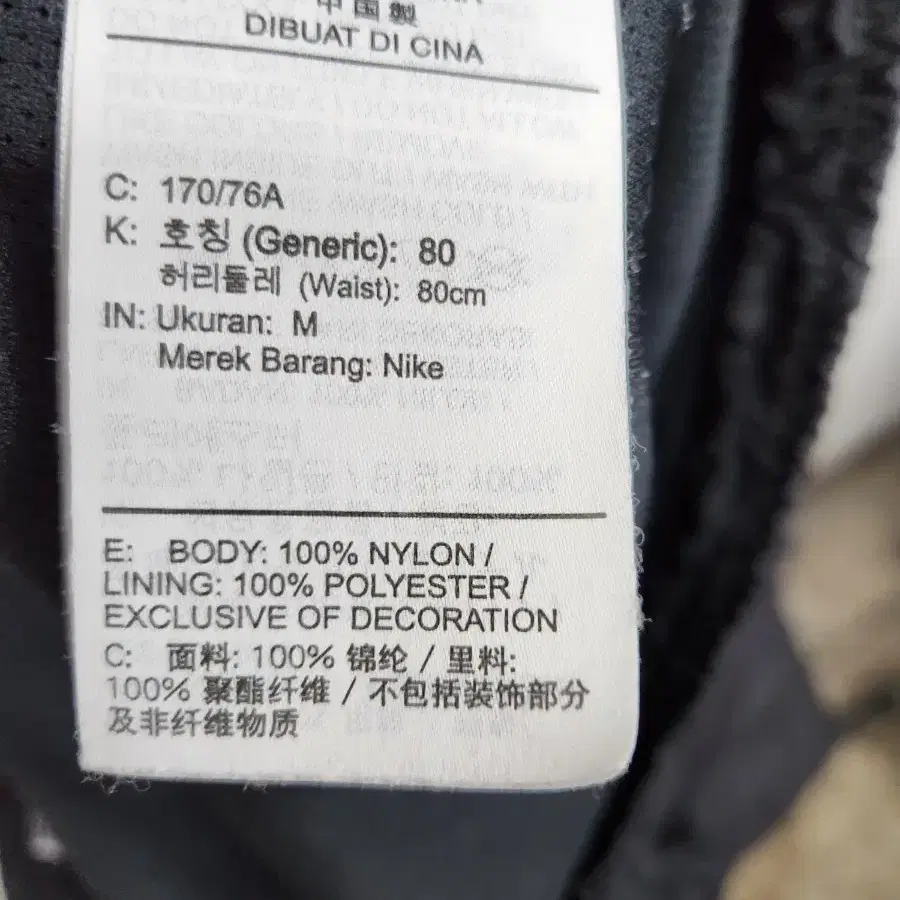 中国製
DIBUAT DI CINA
C: 170/76A
K: 호칭 (Generic): 80
허리둘레 (Waist): 80cm
IN: Ukuran: M
Merek Barang: Nike
E: BODY: 100% NYLON /
LINING: 100% POLYESTER /
EXCLUSIVE OF DECORATION
C: 面料: 100% 锦纶 / 里料:
100% 聚酯纤维 / 不包括装饰部分
及非纤维物质